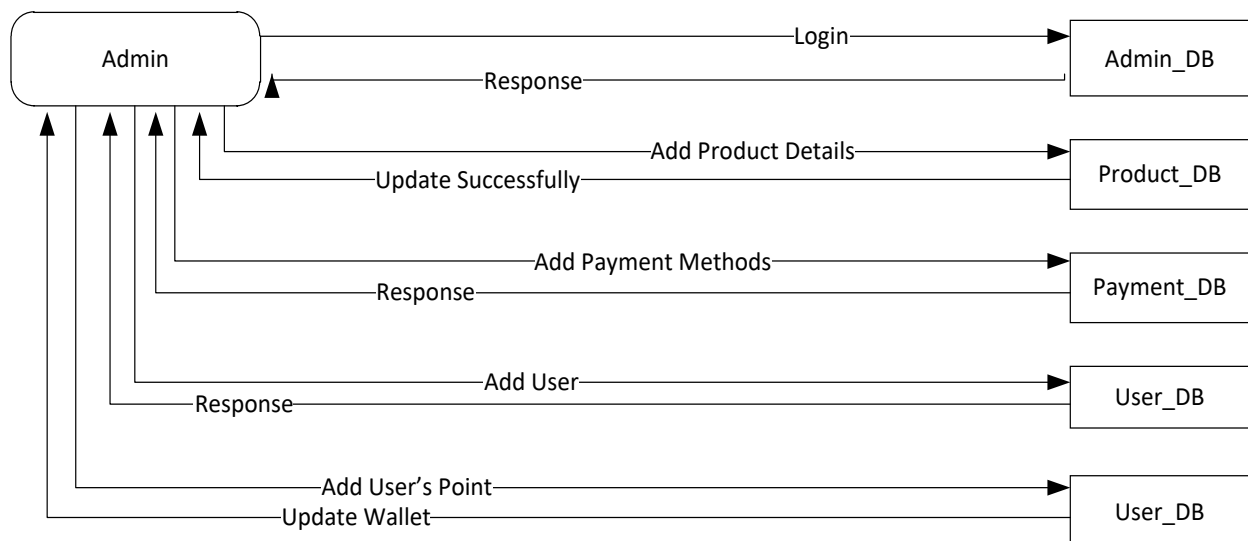 Login
Admin
Admin_DB
Response
Add Product Details
Product_DB
Update Successfully
Add Payment Methods
Payment_DB
Response
Add User
User_DB
Response
Add User’s Point
User_DB
Update Wallet